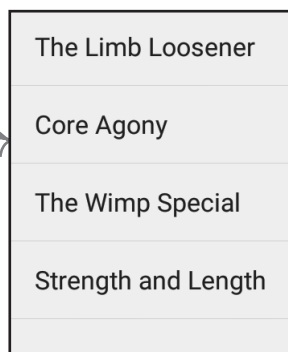 The Limb Loosener
Core Agony
The Wimp Special
Strength and Length